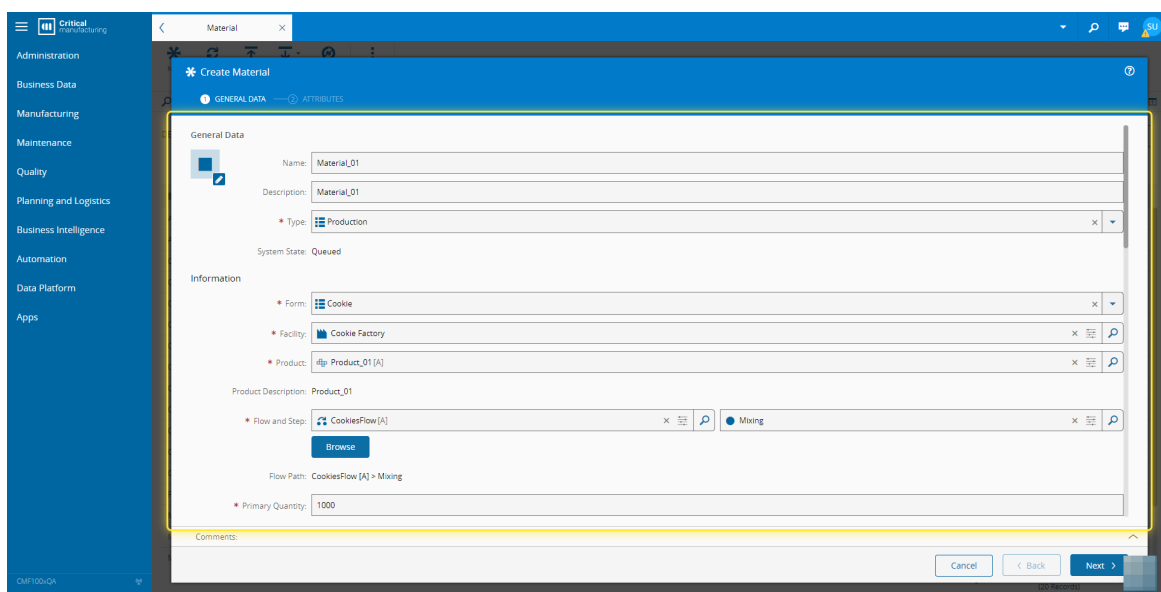 Critical
manufacturing
Material
SU
Administration
Business Data
Manufacturing
Maintenance
Quality
Planning and Logistics
Business Intelligence
Automation
Data Platform
Apps
CMF100xQA
Create Material
1 GENERAL DATA 2 ATTRIBUTES
General Data
Name: Material_01
Description: Material_01
* Type: Production
System State: Queued
Information
* Form: Cookie
* Facility: Cookie Factory
* Product: Product_01 [A]
Product Description: Product_01
* Flow and Step: CookiesFlow [A] Mixing
Browse
Flow Path: CookiesFlow [A] > Mixing
* Primary Quantity: 1000
Comments:
Cancel < Back Next >
(20 Records)